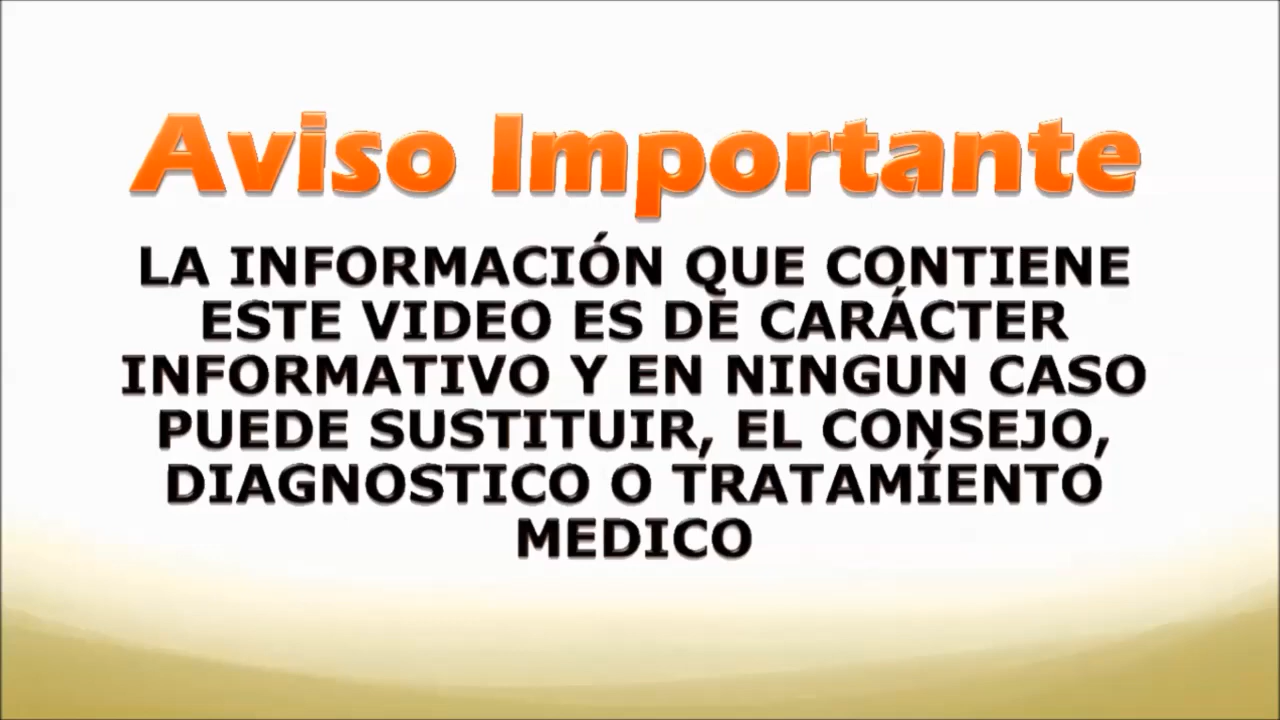 Aviso Importante
LA INFORMACIÓN QUE CONTIENE
ESTE VIDEO ES DE CARÁCTER
INFORMATIVO Y EN NINGUN CASO
PUEDE SUSTITUIR, EL CONSEJO,
DIAGNOSTICO O TRATAMÍENTO
MEDICO